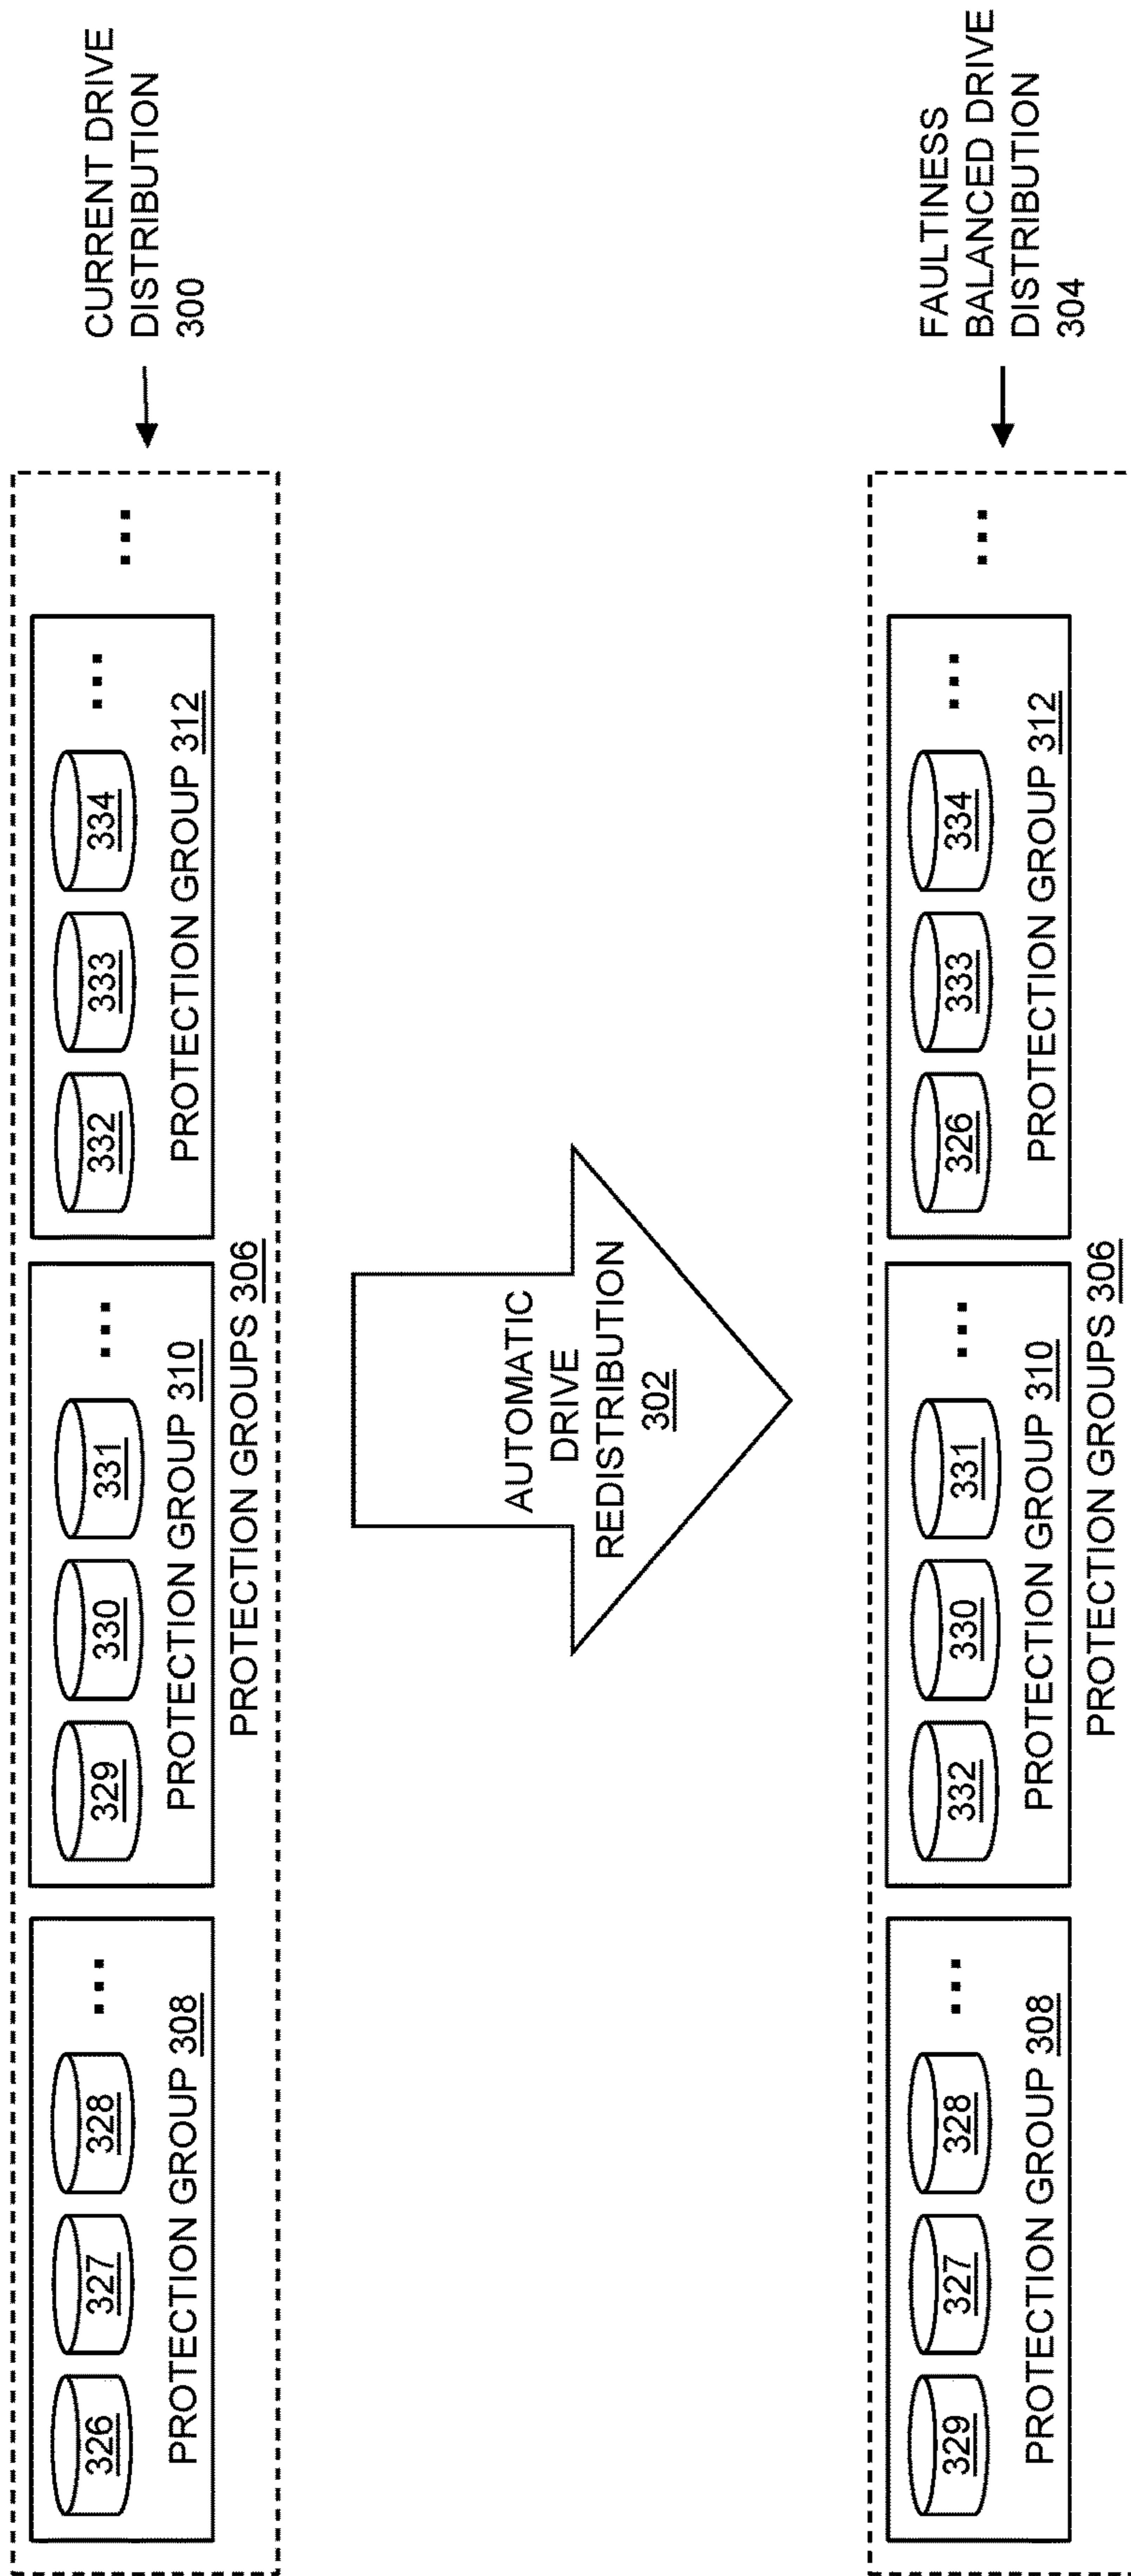 CURRENT DRIVE
DISTRIBUTION
300
326 327 328 ...
PROTECTION GROUP 308
329 330 331 ...
PROTECTION GROUP 310
332 333 334 ...
PROTECTION GROUP 312
...
PROTECTION GROUPS 306
AUTOMATIC
DRIVE
REDISTRIBUTION
302
FAULTINESS
BALANCED DRIVE
DISTRIBUTION
304
329 327 328 ...
PROTECTION GROUP 308
332 330 331 ...
PROTECTION GROUP 310
326 333 334 ...
PROTECTION GROUP 312
...
PROTECTION GROUPS 306